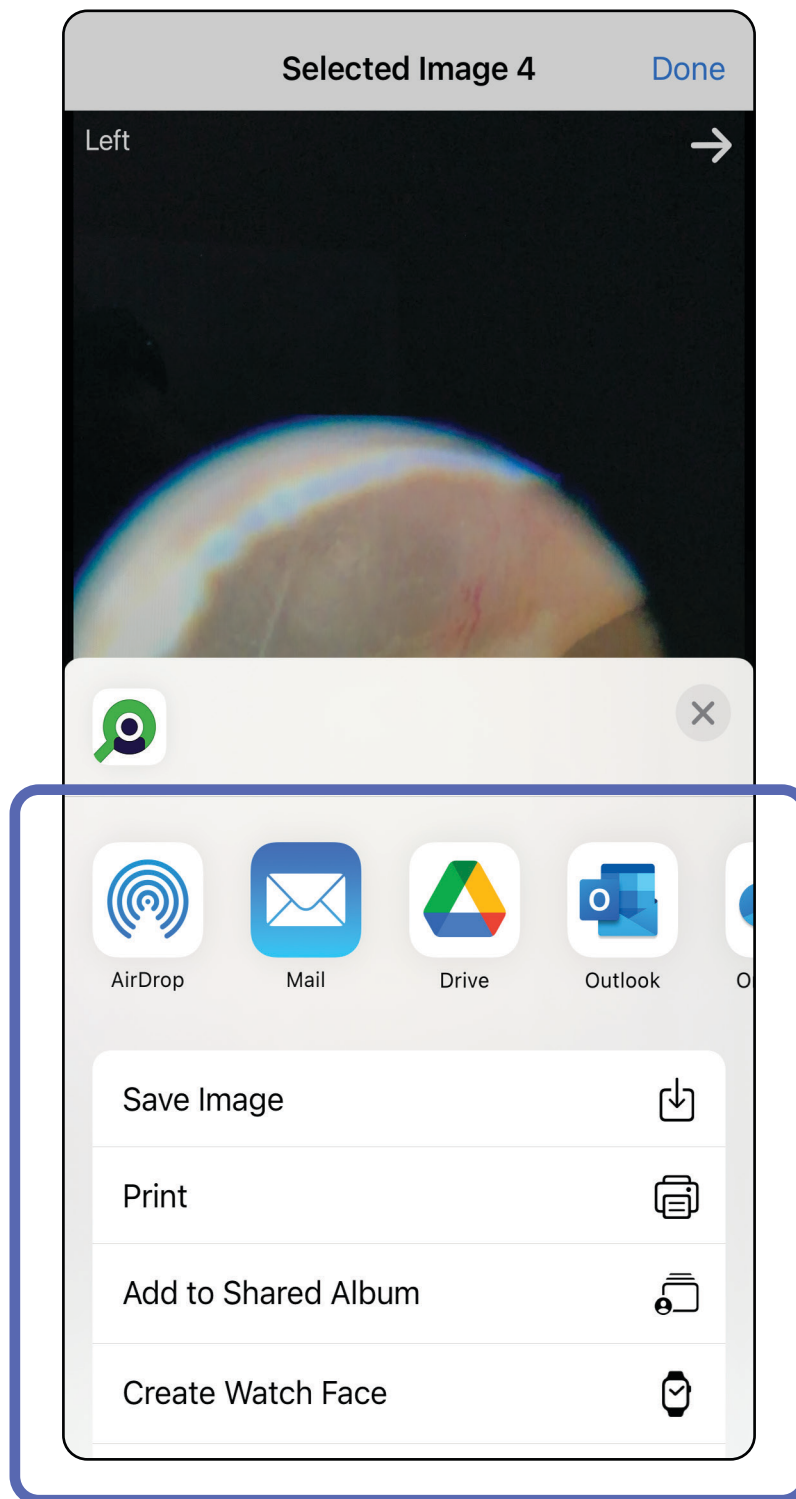 Selected Image 4 Done
Left
AirDrop Mail Drive Outlook
Save Image
Print
Add to Shared Album
Create Watch Face